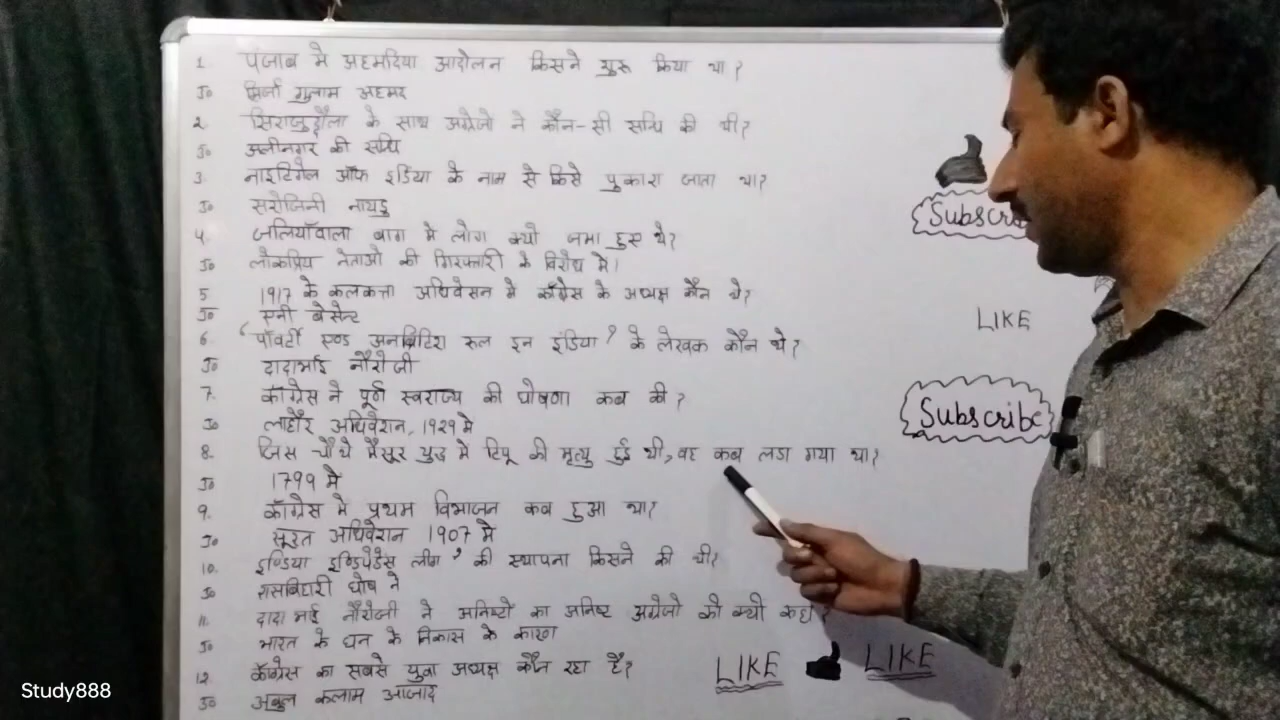 1. पंजाब मे अहमदिया आदोलन किसने शुरू किया था?
Jo मिर्जा गुलाम अहमद
2. सिराजुद्दौला के साथ अंग्रेजो ने कौन-सी सन्धि की थी?
Jo अलीनगर की सन्धि
3. नाइटिंगेल ऑफ इंडिया के नाम से किसे पुकारा जाता था?
Jo सरोजिनी नायडु
4. जलियाँवाला बाग मे लोग क्यो जमा हुए थे?
Jo लोकप्रिय नेताओ की गिरफ्तारी के विरोध मे।
5. 1917 के कलकत्ता अधिवेसन मे काँग्रेस के अध्यक्ष कौन थे?
Jo एनी बेसेन्ट
6. 'पॉवर्टी एण्ड अनब्रिटिश रूल इन इंडिया' के लेखक कौन थे?
Jo दादाभाई नौरोजी
7. काँग्रेस ने पूर्ण स्वराज्य की घोषणा कब की?
Jo लाहौर अधिवेशन, 1929 मे
8. जिस चौथे मैसूर युद्ध मे टिपू की मृत्यु हुई थी, वह कब लडा गया था?
Jo 1799 मे
9. काँग्रेस मे प्रथम विभाजन कब हुआ था?
Jo सूरत अधिवेशन 1907 मे
10. इण्डिया इण्डिपेंडेंस लीग' की स्थापना किसने की थी?
Jo रासबिहारी घोष ने
11. दादा भाई नौरोजी ने अनिष्टो का अनिष्ट अंग्रेजो को क्यो कहा?
Jo भारत के धन के निकास के कारण
12. काँग्रेस का सबसे युवा अध्यक्ष कौन रहा है?
Jo अबुल कलाम आजाद
LIKE
Subscribe
LIKE LIKE
Study888